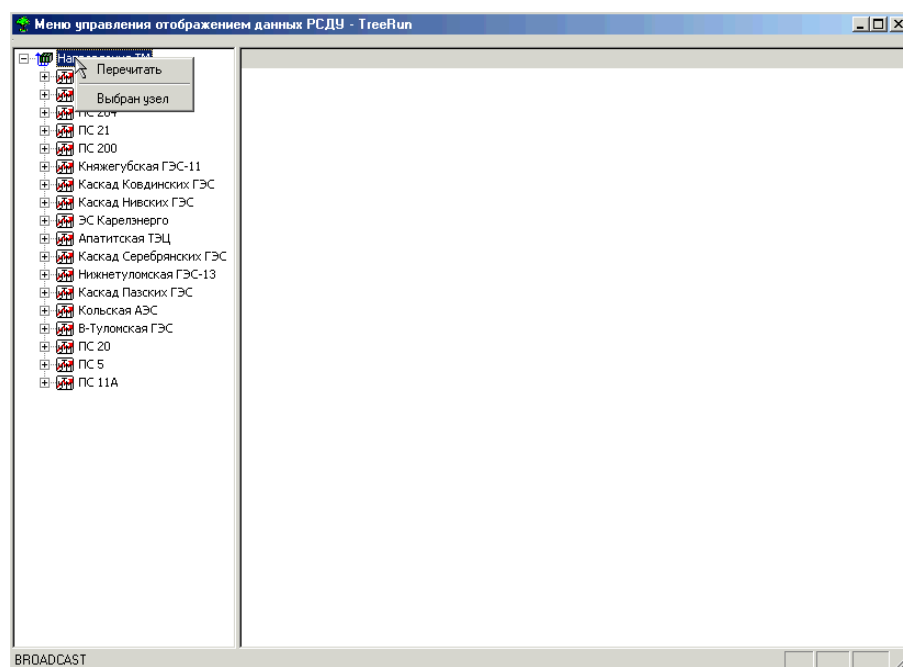 Меню управления отображением данных РСДУ - TreeRun
Перечитать
Выбран узел
ПС 21
ПС 200
Княжегубская ГЭС-11
Каскад Ковдинских ГЭС
Каскад Нивских ГЭС
ЭС Карелэнерго
Апатитская ТЭЦ
Каскад Серебрянских ГЭС
Нижнетуломская ГЭС-13
Каскад Пазских ГЭС
Кольская АЭС
В-Туломская ГЭС
ПС 20
ПС 5
ПС 11А
BROADCAST